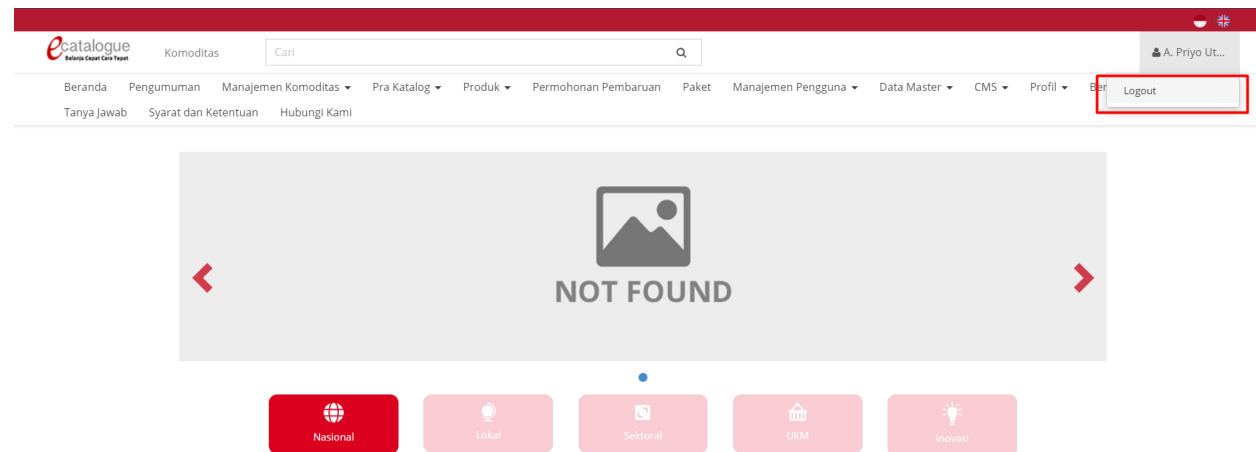 ecatalogue
Belanja Cepat Cara Tepat
Komoditas
Cari
A. Priyo Ut...
Beranda Pengumuman Manajemen Komoditas Pra Katalog Produk Permohonan Pembaruan Paket Manajemen Pengguna Data Master CMS Profil
Logout
Tanya Jawab Syarat dan Ketentuan Hubungi Kami
NOT FOUND
Nasional
Lokal
Sektoral
UKM
Inovasi